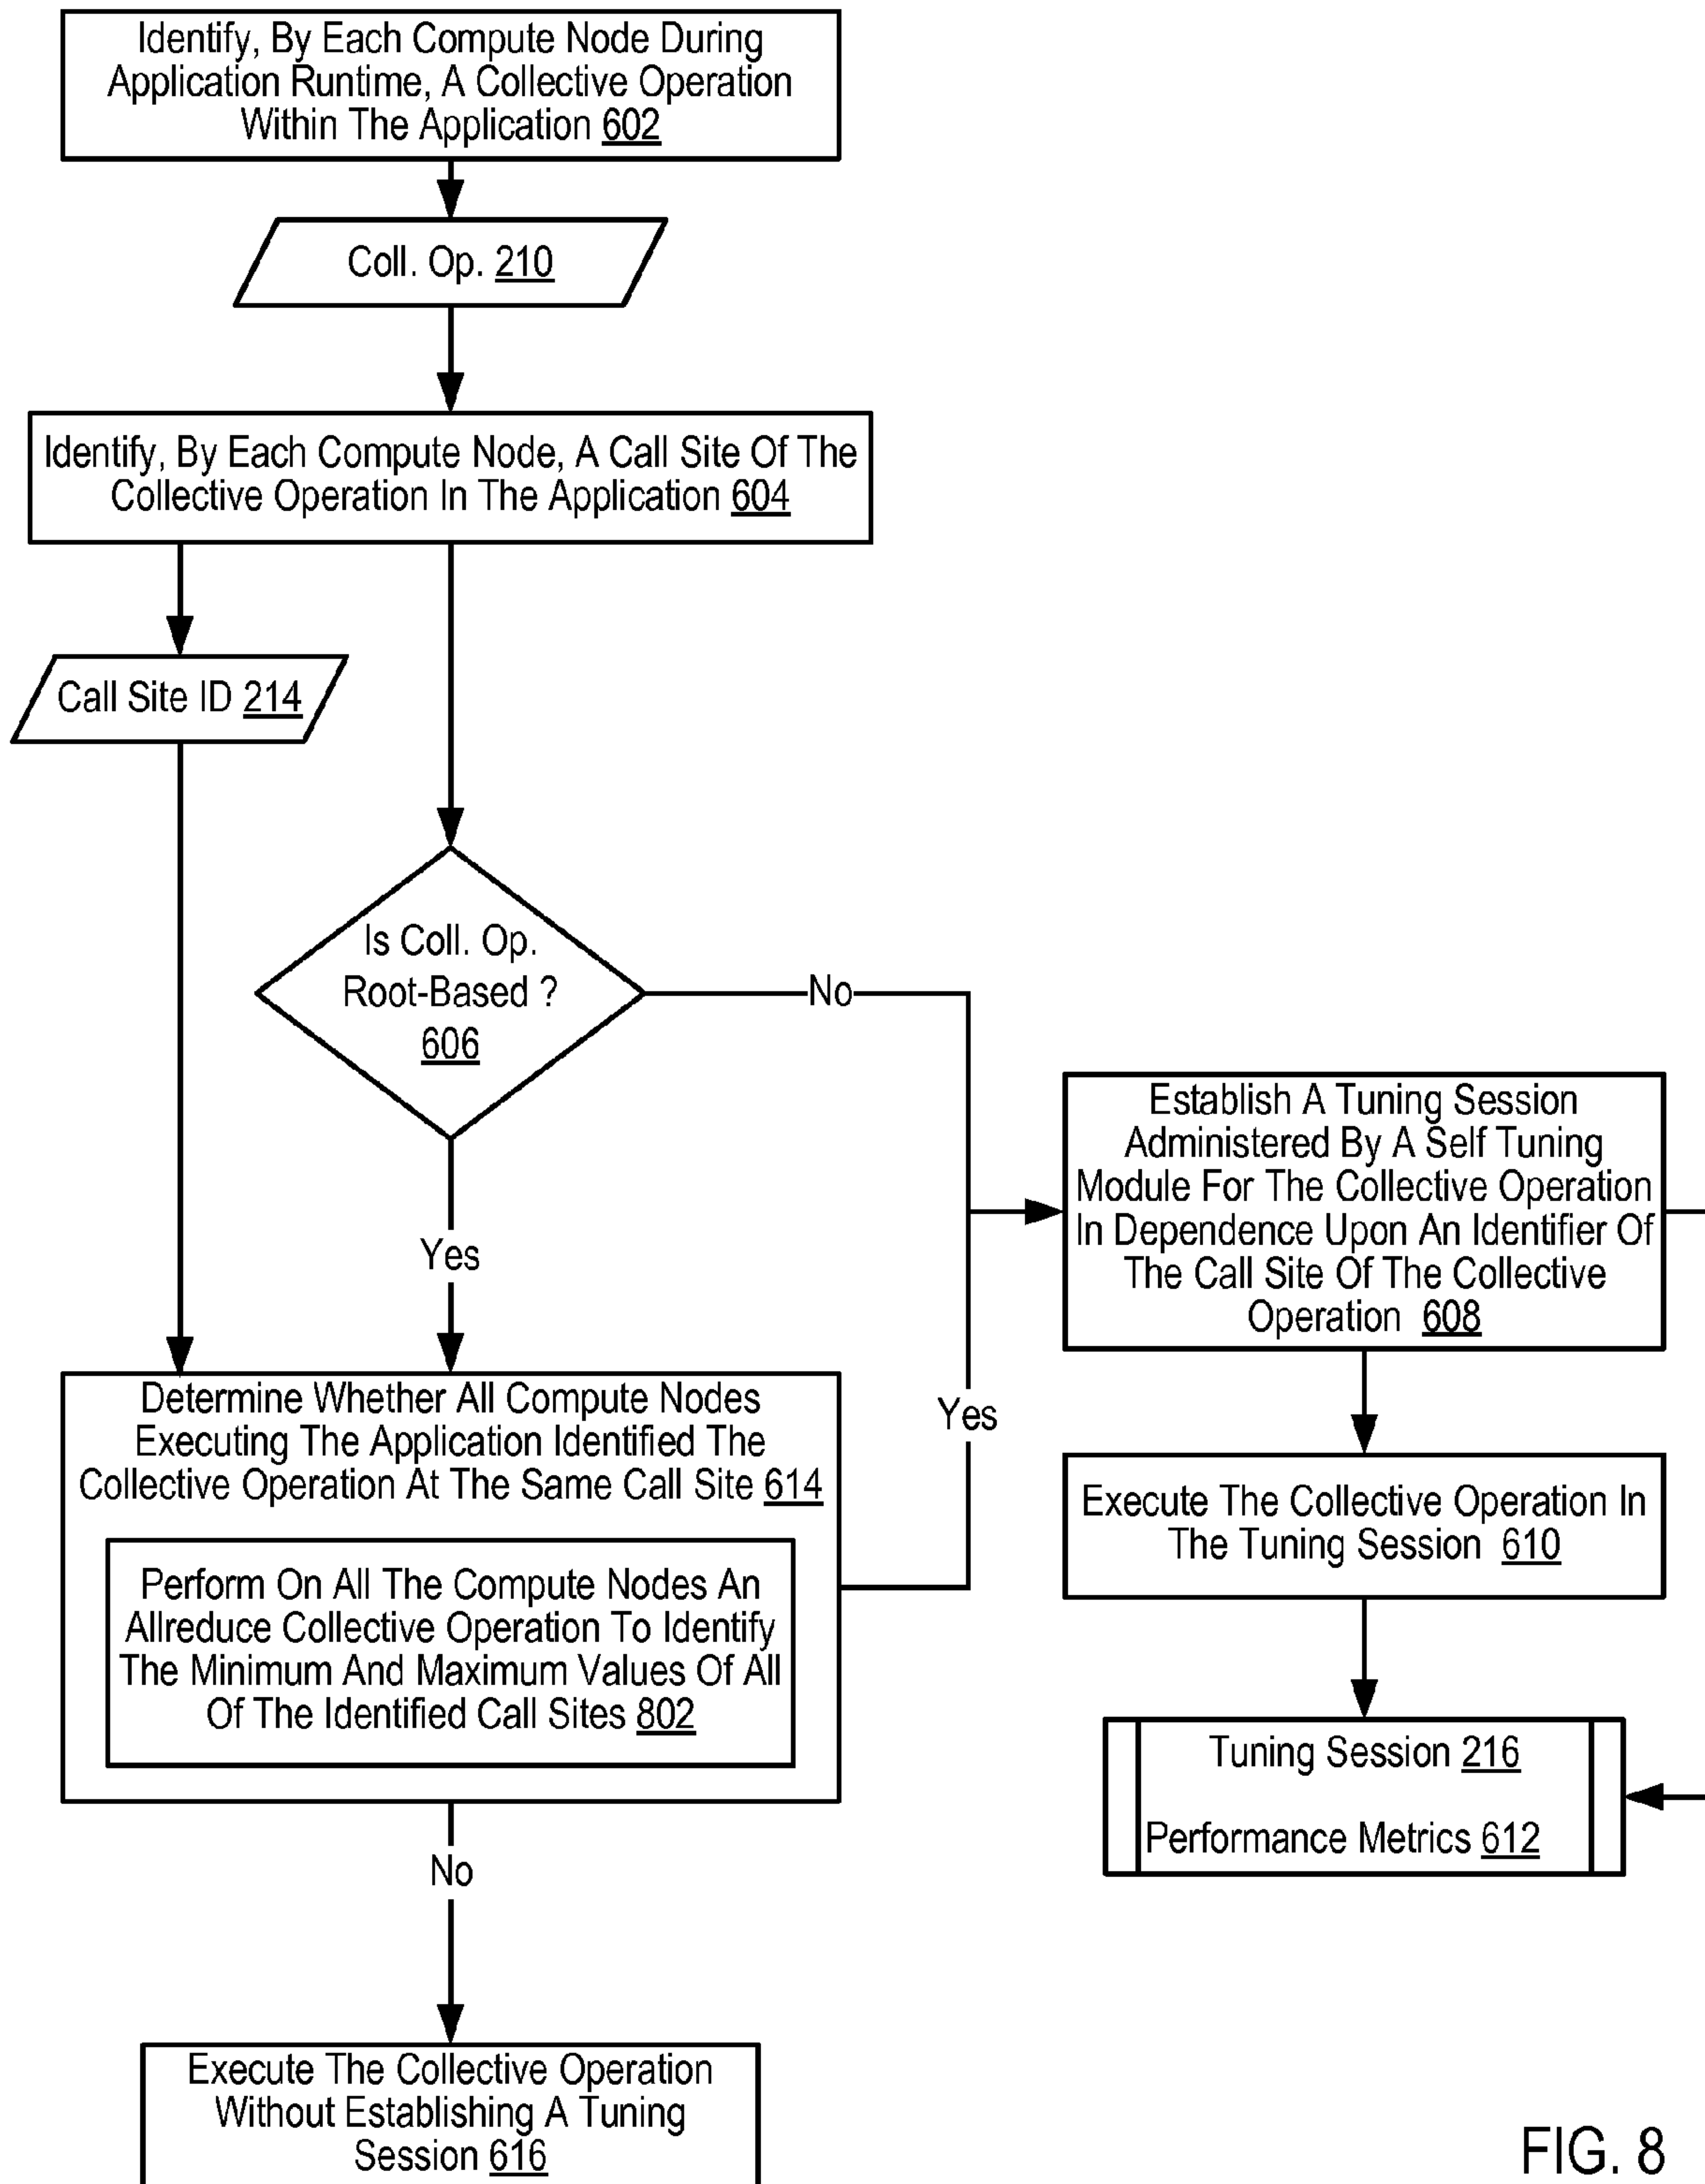 Identify, By Each Compute Node During
Application Runtime, A Collective Operation
Within The Application 602
Coll. Op. 210
Identify, By Each Compute Node, A Call Site Of The
Collective Operation In The Application 604
Call Site ID 214
Is Coll. Op.
Root-Based ?
606
No
Yes
Establish A Tuning Session
Administered By A Self Tuning
Module For The Collective Operation
In Dependence Upon An Identifier Of
The Call Site Of The Collective
Operation 608
Determine Whether All Compute Nodes
Executing The Application Identified The
Collective Operation At The Same Call Site 614
Yes
Perform On All The Compute Nodes An
Allreduce Collective Operation To Identify
The Minimum And Maximum Values Of All
Of The Identified Call Sites 802
Execute The Collective Operation In
The Tuning Session 610
Tuning Session 216
Performance Metrics 612
No
Execute The Collective Operation
Without Establishing A Tuning
Session 616
FIG. 8